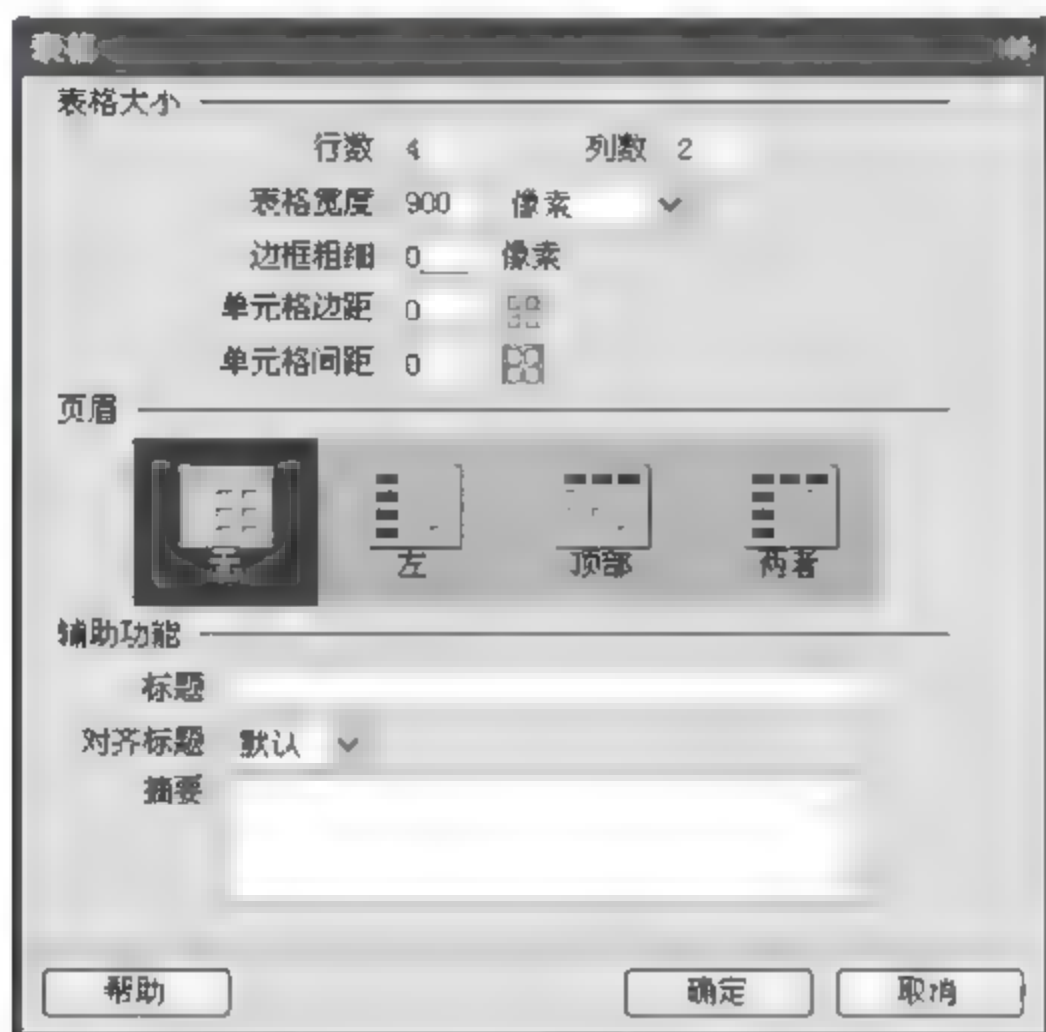 表格
表格大小
行数 4 列数 2
表格宽度 900 像素
边框粗细 0 像素
单元格边距 0
单元格间距 0
页眉
无 左 顶部 两者
辅助功能
标题
对齐标题 默认
摘要
帮助 确定 取消